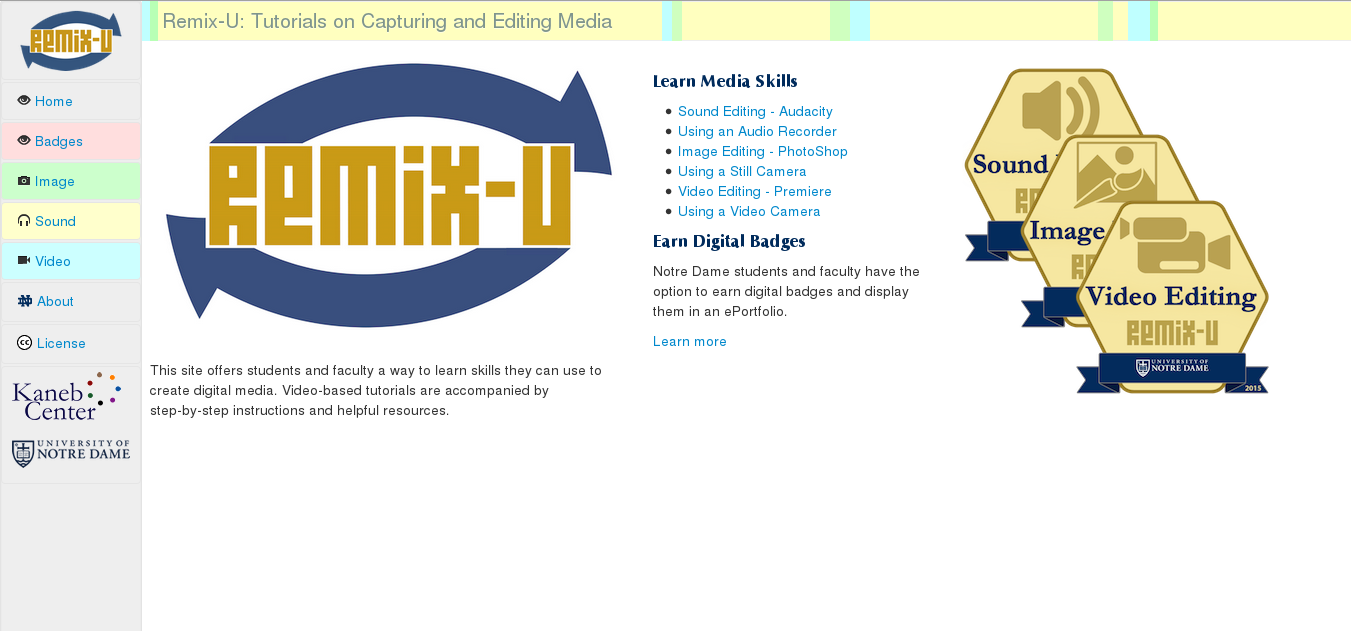 Remix-U
Home
Badges
Image
Sound
Video
About
cc License
Kaneb
Center
UNIVERSITY OF
NOTRE DAME
Remix-U: Tutorials on Capturing and Editing Media
Remix-U
This site offers students and faculty a way to learn skills they can use to
create digital media. Video-based tutorials are accompanied by
step-by-step instructions and helpful resources.
Learn Media Skills
Sound Editing - Audacity
Using an Audio Recorder
Image Editing - PhotoShop
Using a Still Camera
Video Editing - Premiere
Using a Video Camera
Earn Digital Badges
Notre Dame students and faculty have the
option to earn digital badges and display
them in an ePortfolio.
Learn more
Sound
Image
Video Editing
Remix-U
UNIVERSITY OF
NOTRE DAME
2015